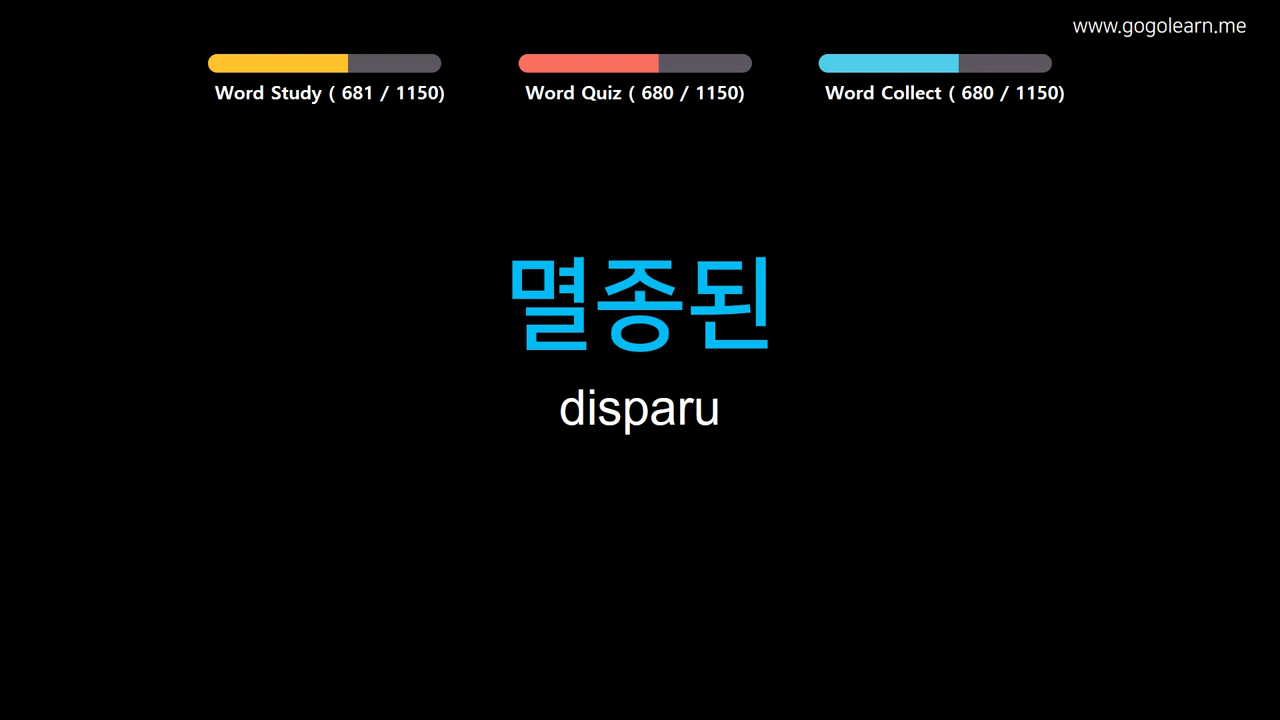 www.gogolearn.me
Word Study ( 681 / 1150)
Word Quiz ( 680 / 1150)
Word Collect ( 680 / 1150)
멸종된
disparu